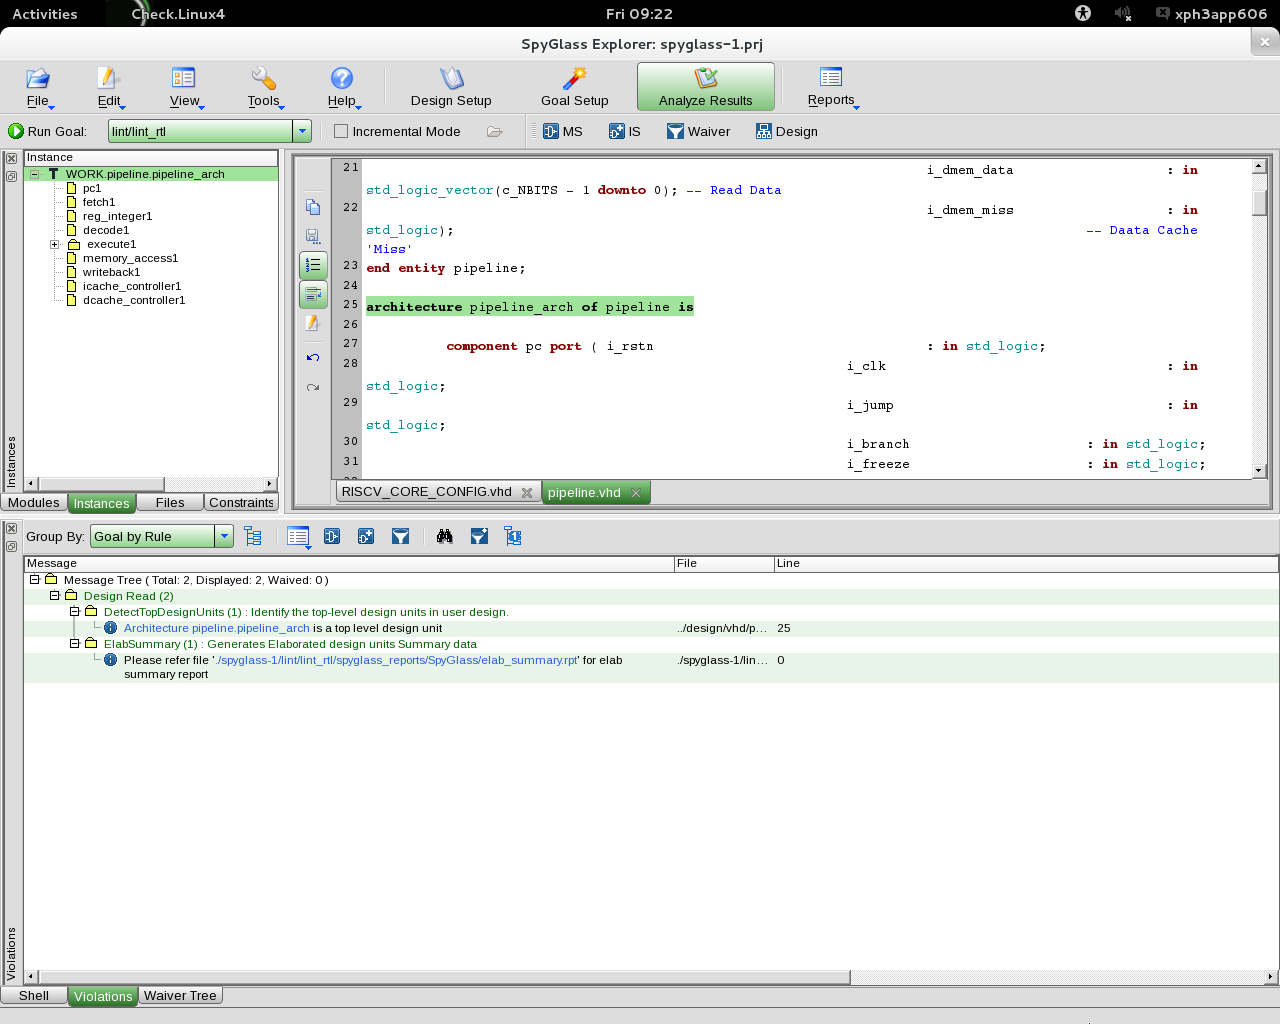 Activities Check.Linux4 Fri 09:22 xph3app606
SpyGlass Explorer: spyglass-1.prj
File Edit View Tools Help Design Setup Goal Setup Analyze Results Reports
Run Goal: lint/lint_rtl Incremental Mode MS IS Waiver Design
Instance
WORK.pipeline.pipeline_arch
pc1
fetch1
reg_integer1
decode1
execute1
memory_access1
writeback1
icache_controller1
dcache_controller1
Instances
Modules Instances Files Constraints
21 i_dmem_data : in
std_logic_vector(c_NBITS - 1 downto 0); -- Read Data
22 i_dmem_miss : in
std_logic); -- Daata Cache
'Miss'
23 end entity pipeline;
24
25 architecture pipeline_arch of pipeline is
26
27 component pc port ( i_rstn : in std_logic;
28 i_clk : in
std_logic;
29 i_jump : in
std_logic;
30 i_branch : in std_logic;
31 i_freeze : in std_logic;
RISCV_CORE_CONFIG.vhd pipeline.vhd
Group By: Goal by Rule
Message File Line
Message Tree ( Total: 2, Displayed: 2, Waived: 0 )
Design Read (2)
DetectTopDesignUnits (1) : Identify the top-level design units in user design.
Architecture pipeline.pipeline_arch is a top level design unit ../design/vhd/p... 25
ElabSummary (1) : Generates Elaborated design units Summary data
Please refer file './spyglass-1/lint/lint_rtl/spyglass_reports/SpyGlass/elab_summary.rpt' for elab ./spyglass-1/lin... 0
summary report
Violations
Shell Violations Waiver Tree